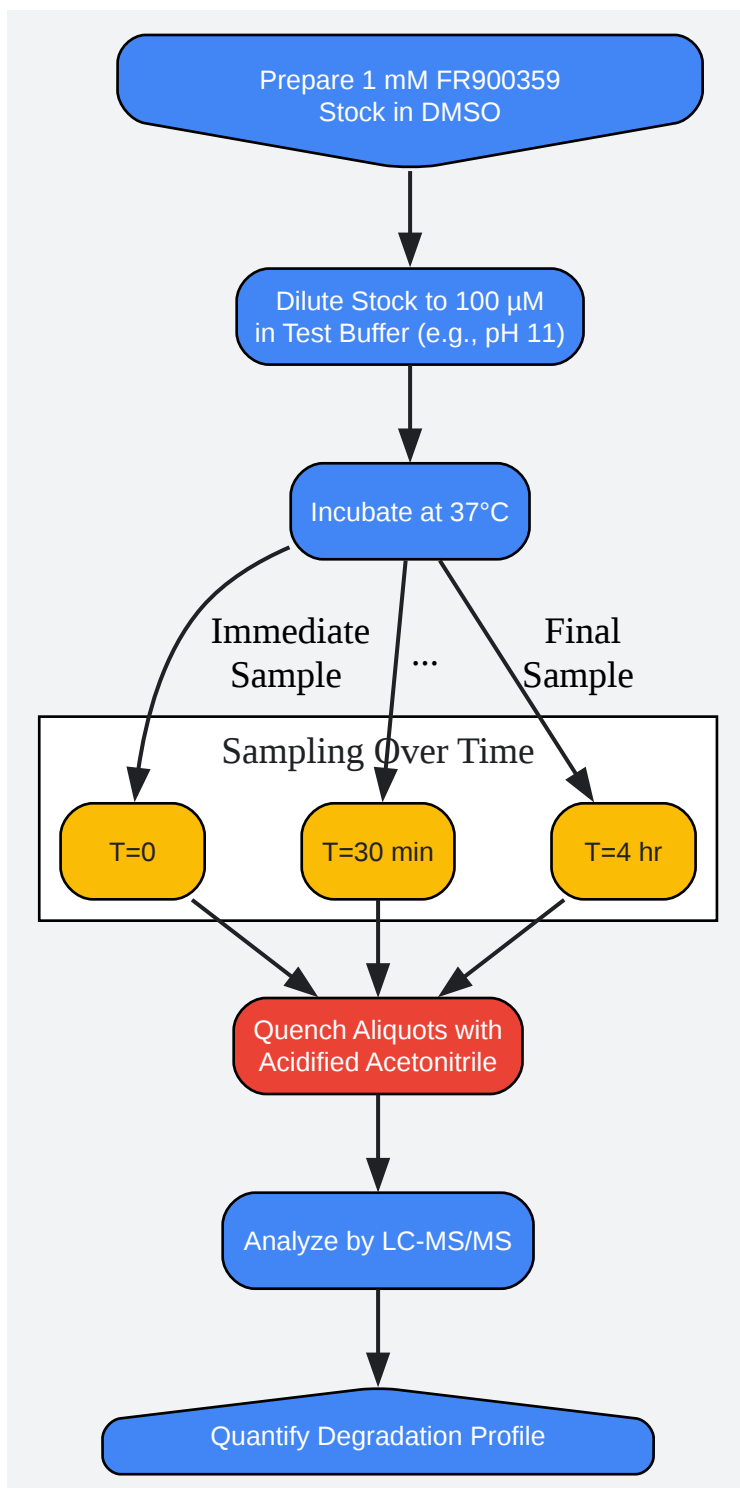 Prepare 1 mM FR900359
Stock in DMSO
Dilute Stock to 100 µM
in Test Buffer (e.g., pH 11)
Incubate at 37°C
Immediate
Sample
...
Final
Sample
Sampling Over Time
T=0
T=30 min
T=4 hr
Quench Aliquots with
Acidified Acetonitrile
Analyze by LC-MS/MS
Quantify Degradation Profile